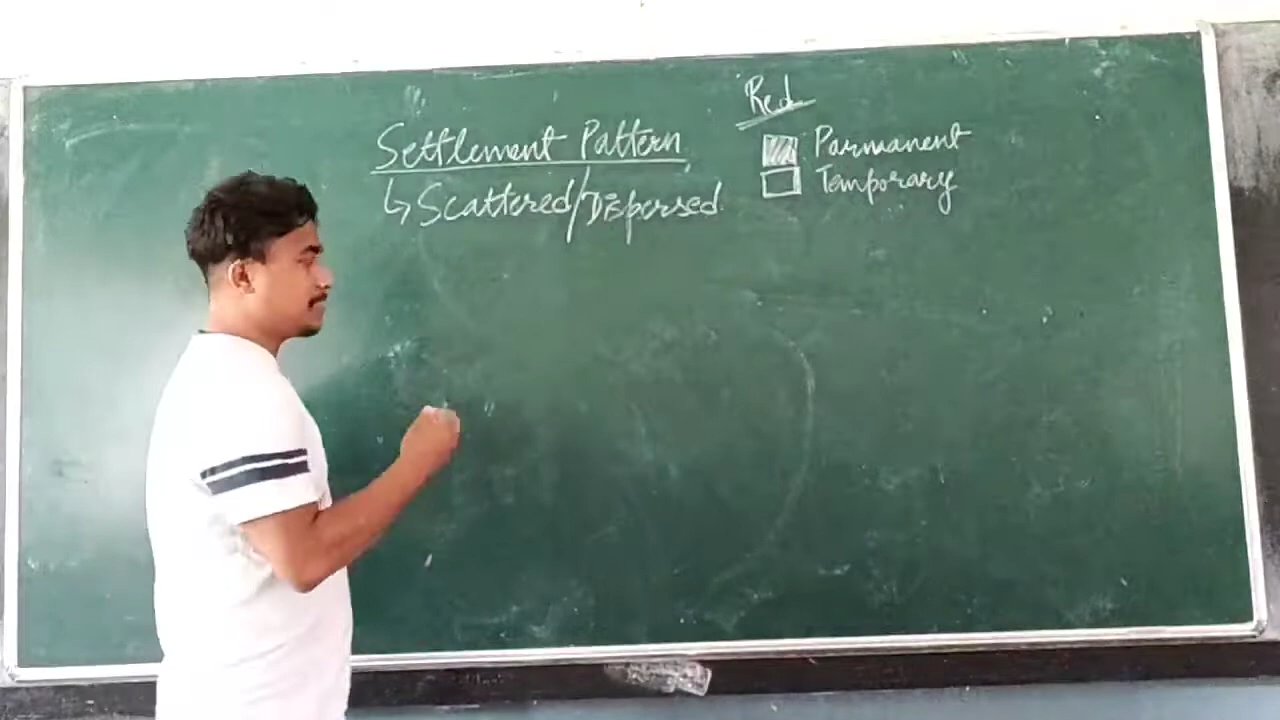 Settlement Pattern
↳ Scattered/Dispersed
Red
Parmanent
Temporary